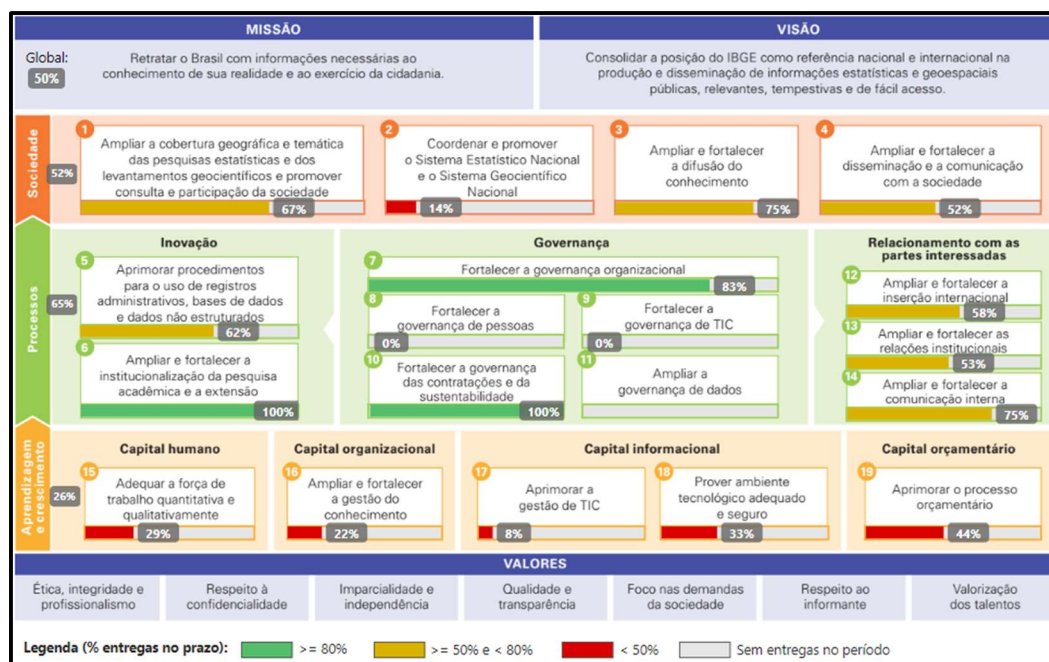 MISSÃO
VISÃO
Global:
50%
Retratar o Brasil com informações necessárias ao
conhecimento de sua realidade e ao exercício da cidadania.
Consolidar a posição do IBGE como referência nacional e internacional na
produção e disseminação de informações estatísticas e geoespaciais
públicas, relevantes, tempestivas e de fácil acesso.
Sociedade
52%
1
Ampliar a cobertura geográfica e temática
das pesquisas estatísticas e dos
levantamentos geocientíficos e promover
consulta e participação da sociedade
67%
2
Coordenar e promover
o Sistema Estatístico Nacional
e o Sistema Geocientífico
Nacional
14%
3
Ampliar e fortalecer
a difusão do
conhecimento
75%
4
Ampliar e fortalecer a
disseminação e a comunicação
com a sociedade
52%
Processos
65%
Inovação
5
Aprimorar procedimentos
para o uso de registros
administrativos, bases de dados
e dados não estruturados
62%
6
Ampliar e fortalecer a
institucionalização da pesquisa
acadêmica e a extensão
100%
Governança
7
Fortalecer a governança organizacional
83%
8
Fortalecer a
governança de pessoas
0%
9
Fortalecer a
governança de TIC
0%
10
Fortalecer a governança
das contratações e da
sustentabilidade
100%
11
Ampliar a
governança de dados
Relacionamento com as
partes interessadas
12
Ampliar e fortalecer a
inserção internacional
58%
13
Ampliar e fortalecer as
relações institucionais
53%
14
Ampliar e fortalecer a
comunicação interna
75%
Aprendizagem
e crescimento
26%
Capital humano
15
Adequar a força de
trabalho quantitativa e
qualitativamente
29%
Capital organizacional
16
Ampliar e fortalecer
a gestão do
conhecimento
22%
Capital informacional
17
Aprimorar a
gestão de TIC
8%
18
Prover ambiente
tecnológico adequado
e seguro
33%
Capital orçamentário
19
Aprimorar o processo
orçamentário
44%
VALORES
Ética, integridade e
profissionalismo
Respeito à
confidencialidade
Imparcialidade e
independência
Qualidade e
transparência
Foco nas demandas
da sociedade
Respeito ao
informante
Valorização
dos talentos
Legenda (% entregas no prazo):
>= 80%
>= 50% e < 80%
< 50%
Sem entregas no período